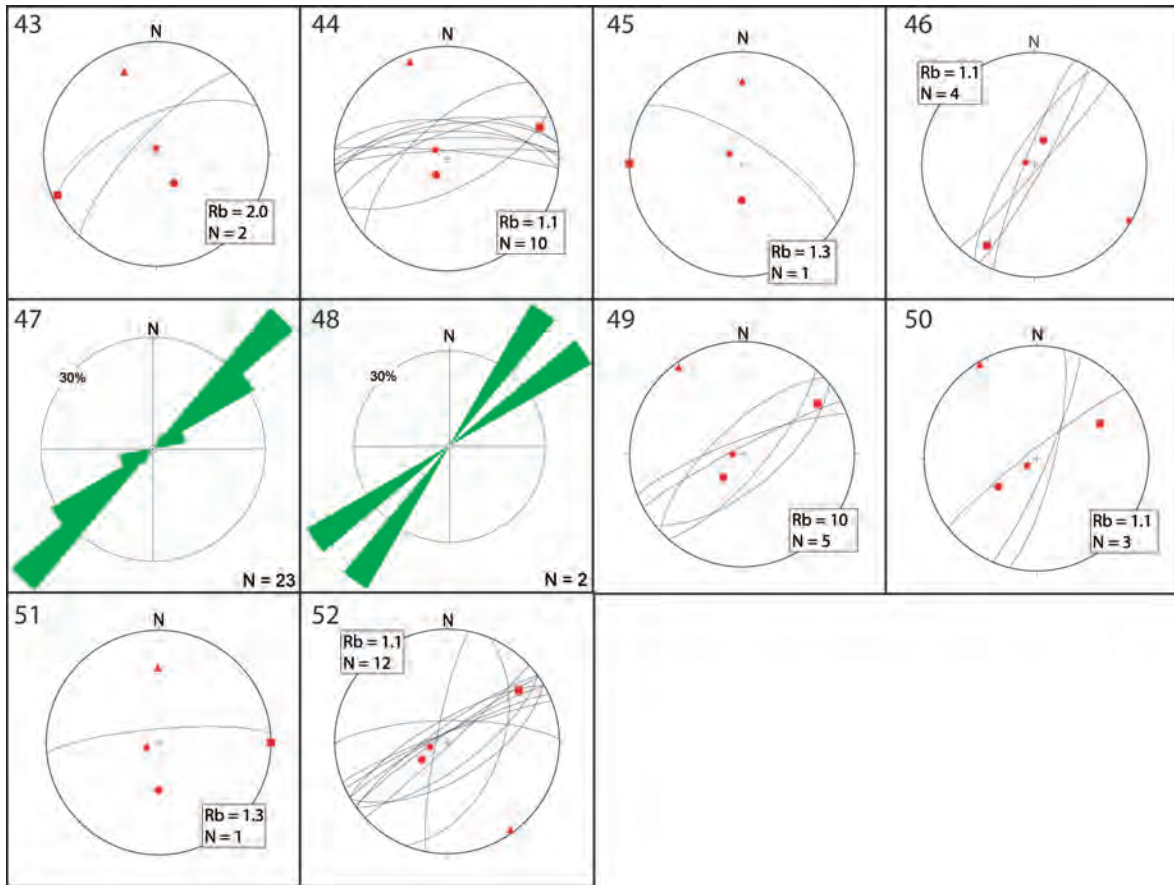 43
N
Rb = 2.0
N = 2
44
N
Rb = 1.1
N = 10
45
N
Rb = 1.3
N = 1
46
N
Rb = 1.1
N = 4
47
N
30%
N = 23
48
N
30%
N = 2
49
N
Rb = 10
N = 5
50
N
Rb = 1.1
N = 3
51
N
Rb = 1.3
N = 1
52
N
Rb = 1.1
N = 12